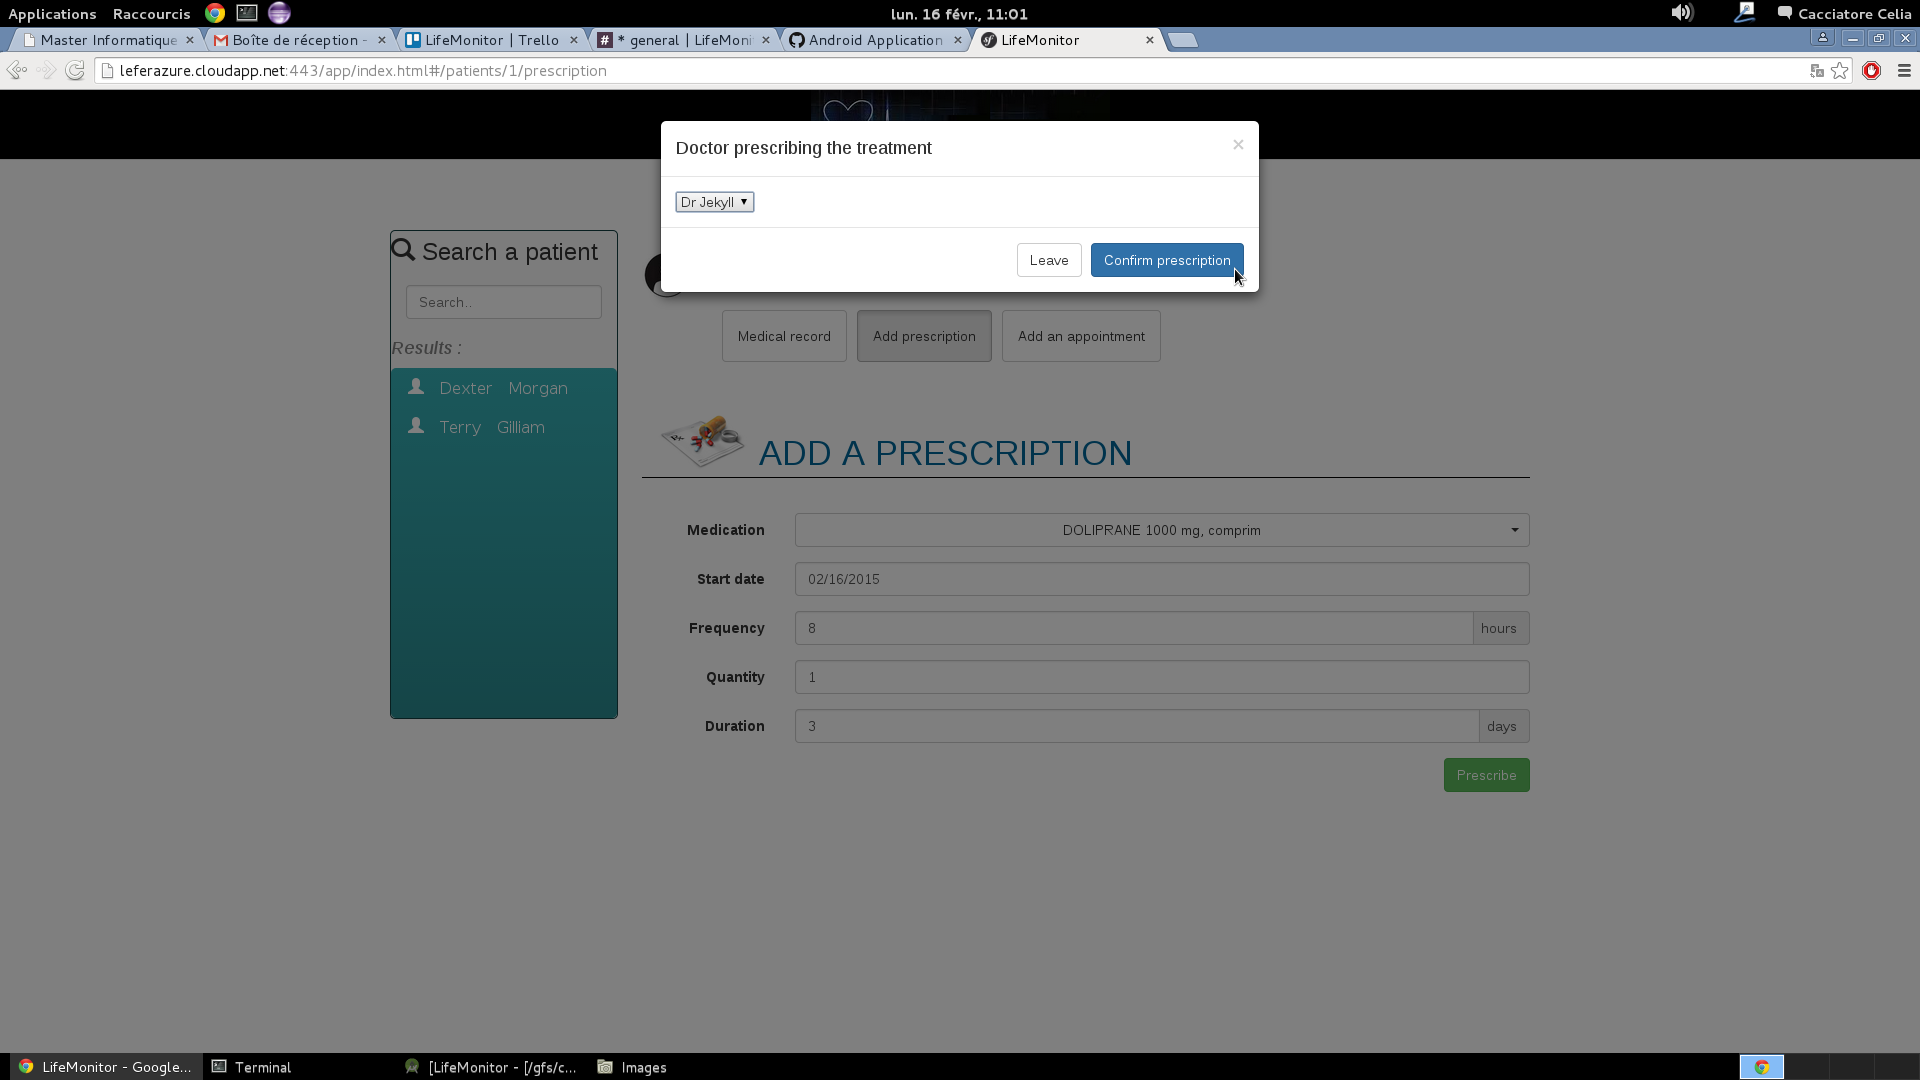 Applications Raccourcis lun. 16 févr., 11:01 Cacciatore Celia
Master Informatique Boîte de réception - LifeMonitor | Trello # * general | LifeMoni Android Application LifeMonitor
leferazure.cloudapp.net:443/app/index.html#/patients/1/prescription
Doctor prescribing the treatment ×
Dr Jekyll
Leave Confirm prescription
Search a patient
Search..
Results :
Dexter Morgan
Terry Gilliam
Medical record Add prescription Add an appointment
ADD A PRESCRIPTION
Medication DOLIPRANE 1000 mg, comprim
Start date 02/16/2015
Frequency 8 hours
Quantity 1
Duration 3 days
Prescribe
LifeMonitor - Google... Terminal [LifeMonitor - [/gfs/c... Images